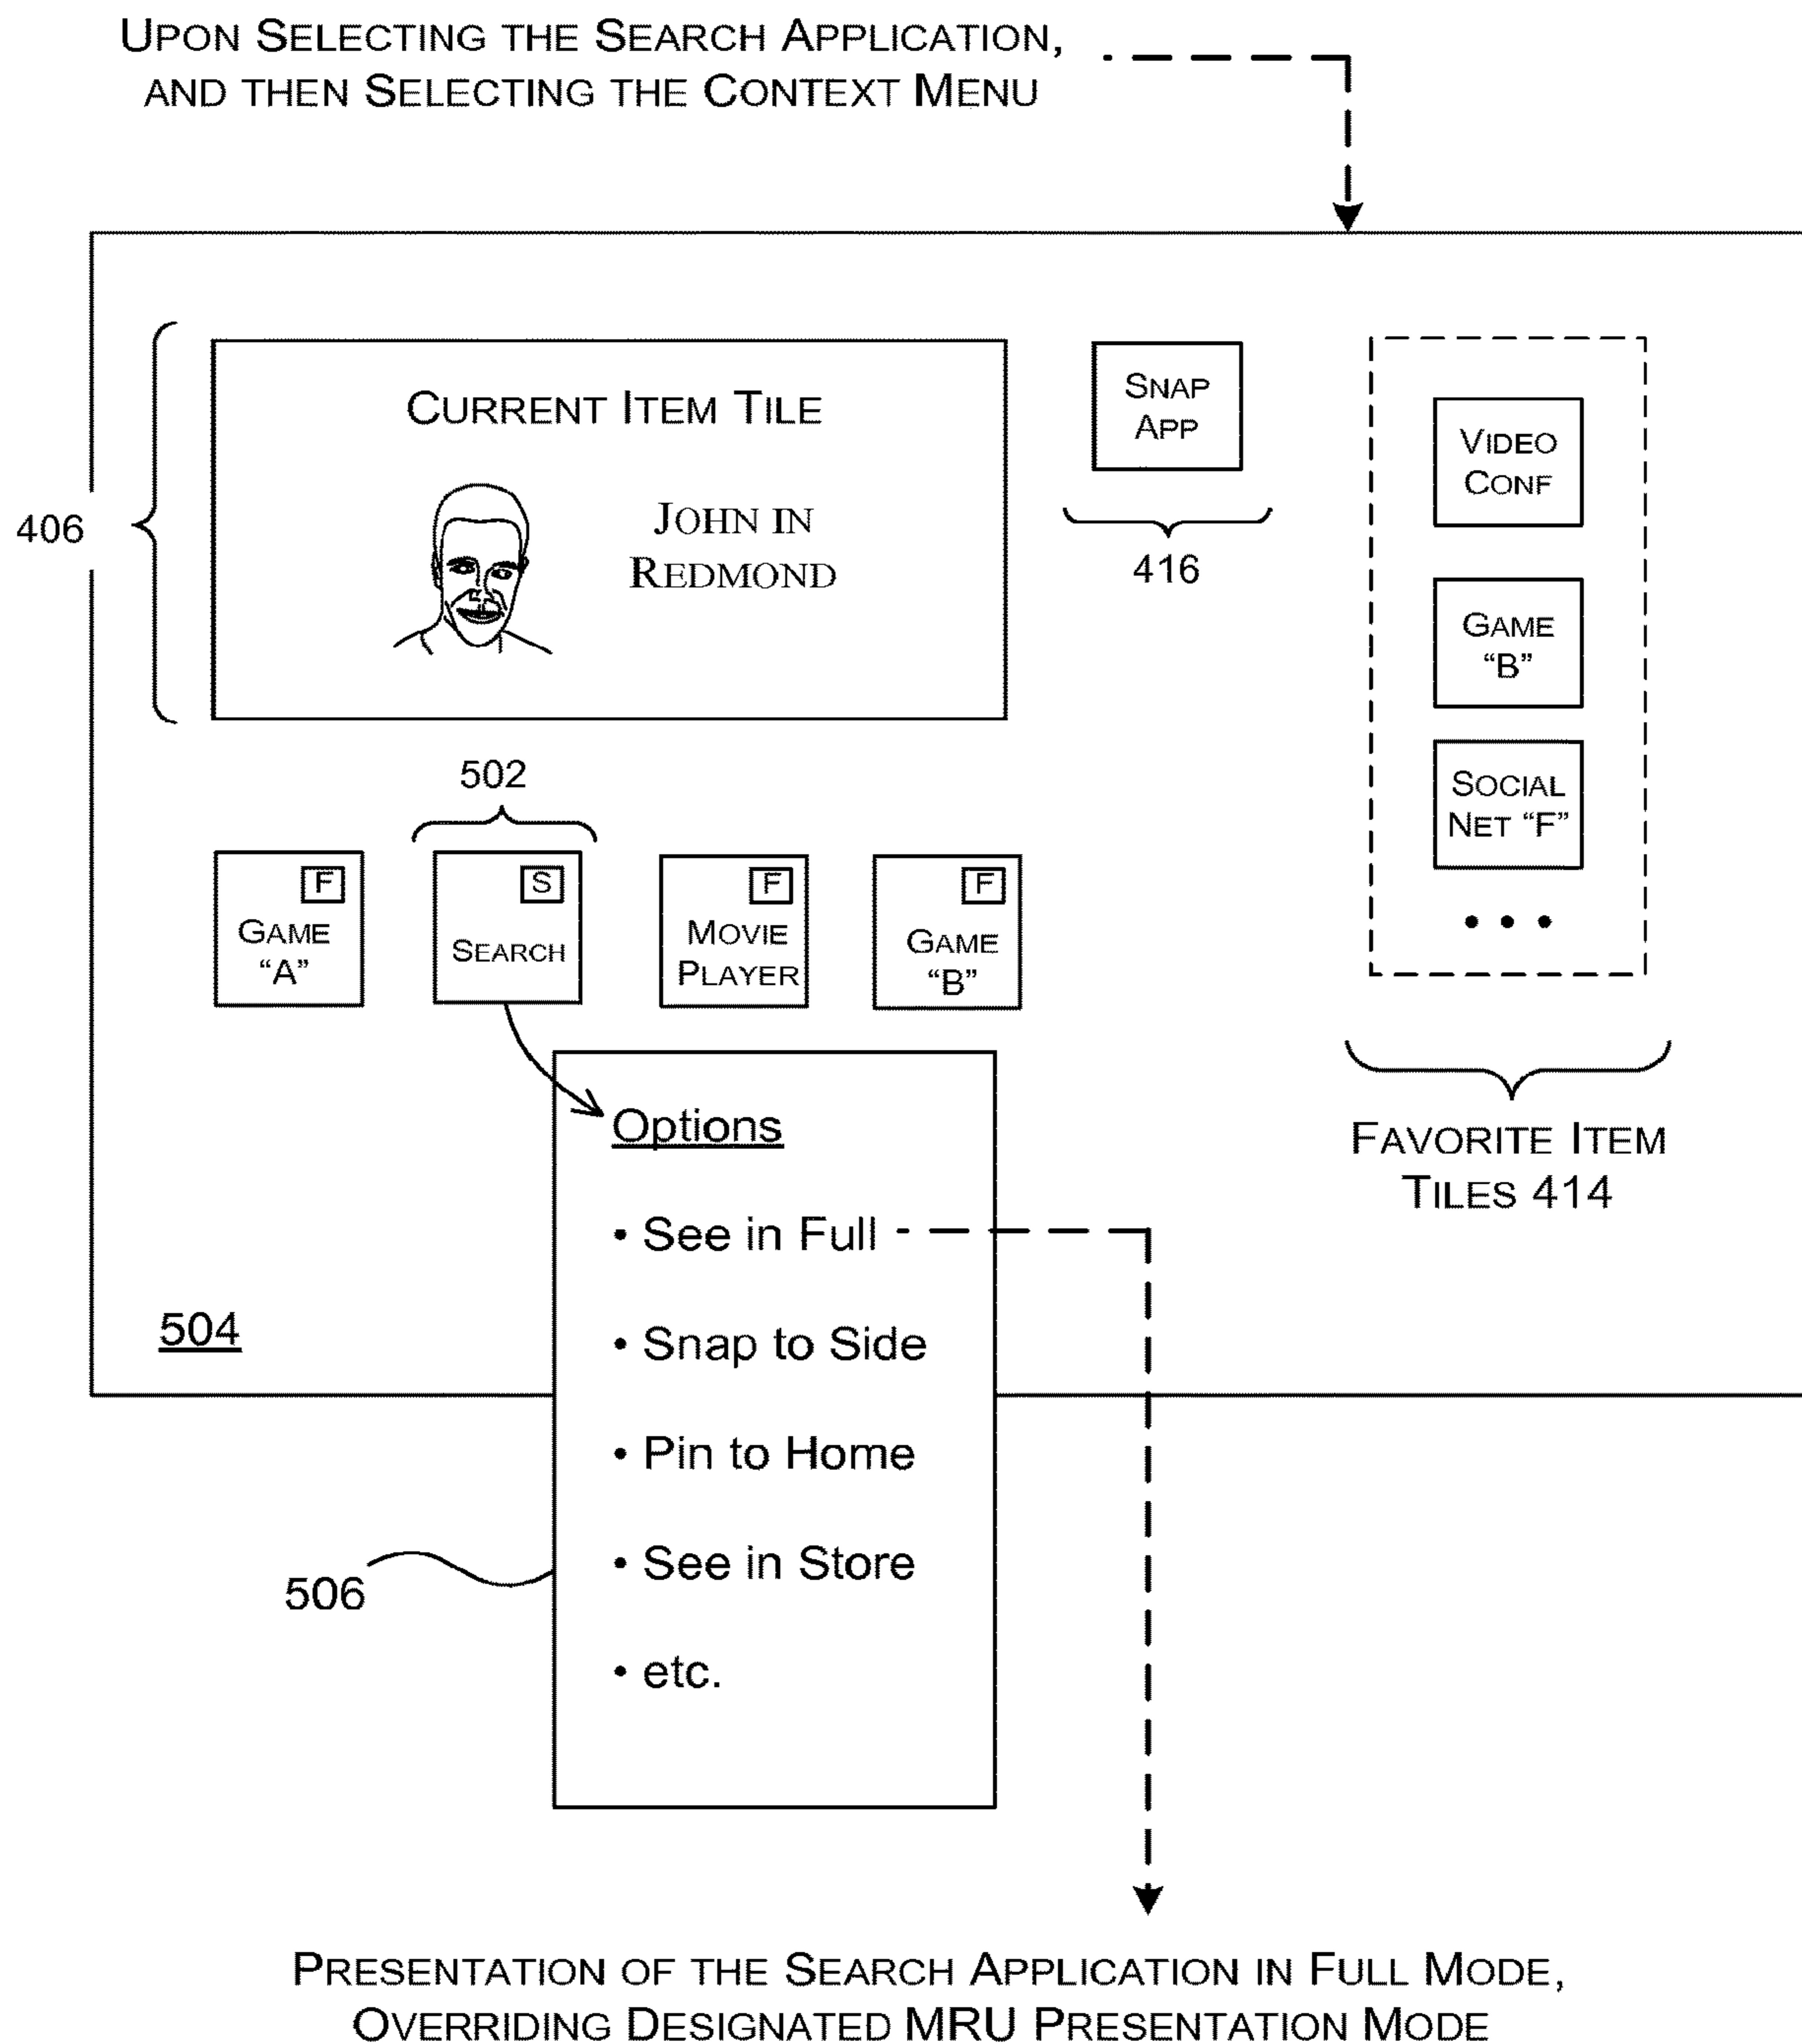 UPON SELECTING THE SEARCH APPLICATION,
AND THEN SELECTING THE CONTEXT MENU
406
CURRENT ITEM TILE
JOHN IN
REDMOND
SNAP
APP
416
VIDEO
CONF
GAME
“B”
SOCIAL
NET “F”
• • •
FAVORITE ITEM
TILES 414
502
F
GAME
“A”
S
SEARCH
F
MOVIE
PLAYER
F
GAME
“B”
Options
• See in Full
• Snap to Side
• Pin to Home
• See in Store
• etc.
504
506
PRESENTATION OF THE SEARCH APPLICATION IN FULL MODE,
OVERRIDING DESIGNATED MRU PRESENTATION MODE